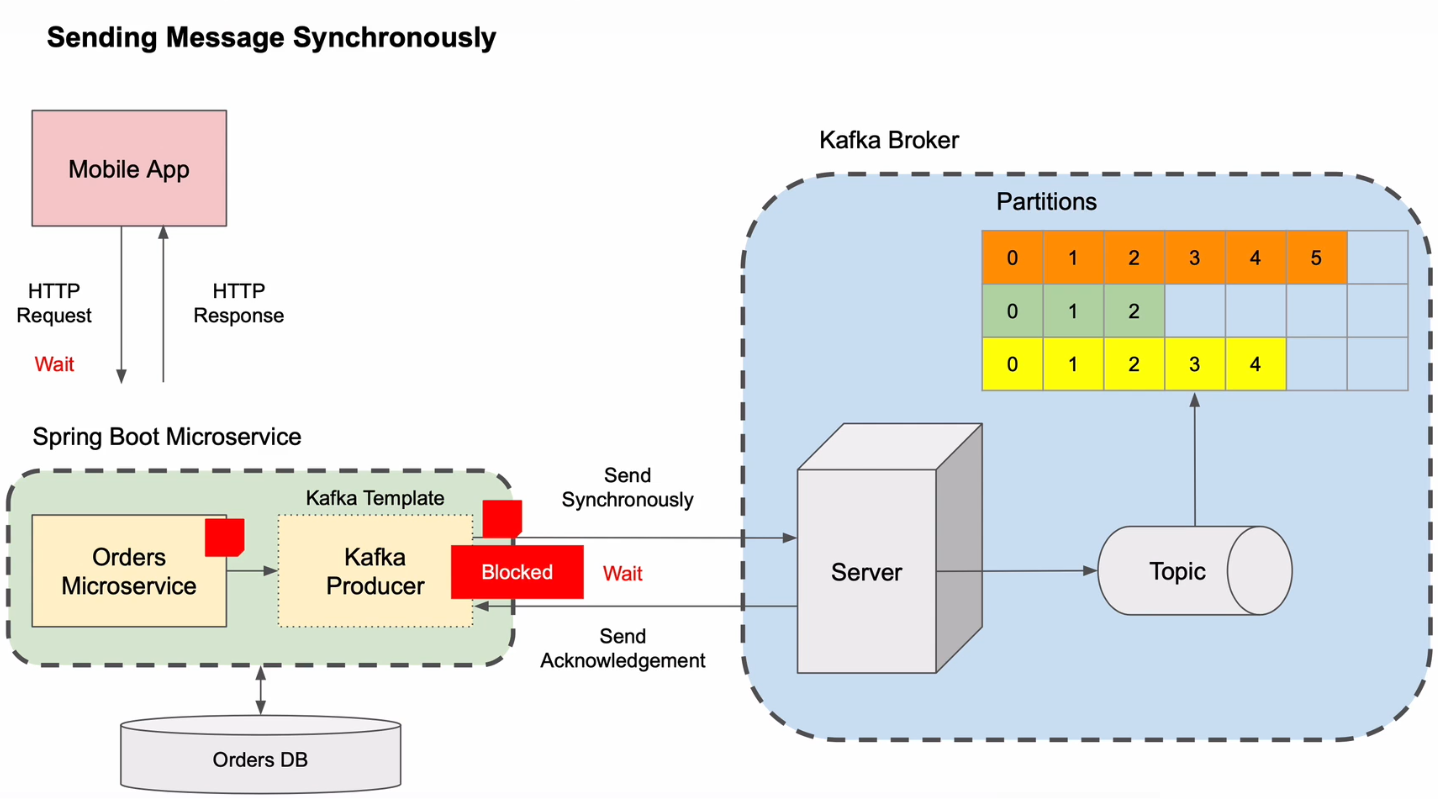 Sending Message Synchronously
Mobile App
HTTP
Request
HTTP
Response
Wait
Spring Boot Microservice
Kafka Template
Orders
Microservice
Kafka
Producer
Blocked
Orders DB
Send
Synchronously
Wait
Send
Acknowledgement
Kafka Broker
Partitions
0 1 2 3 4 5
0 1 2
0 1 2 3 4
Server
Topic